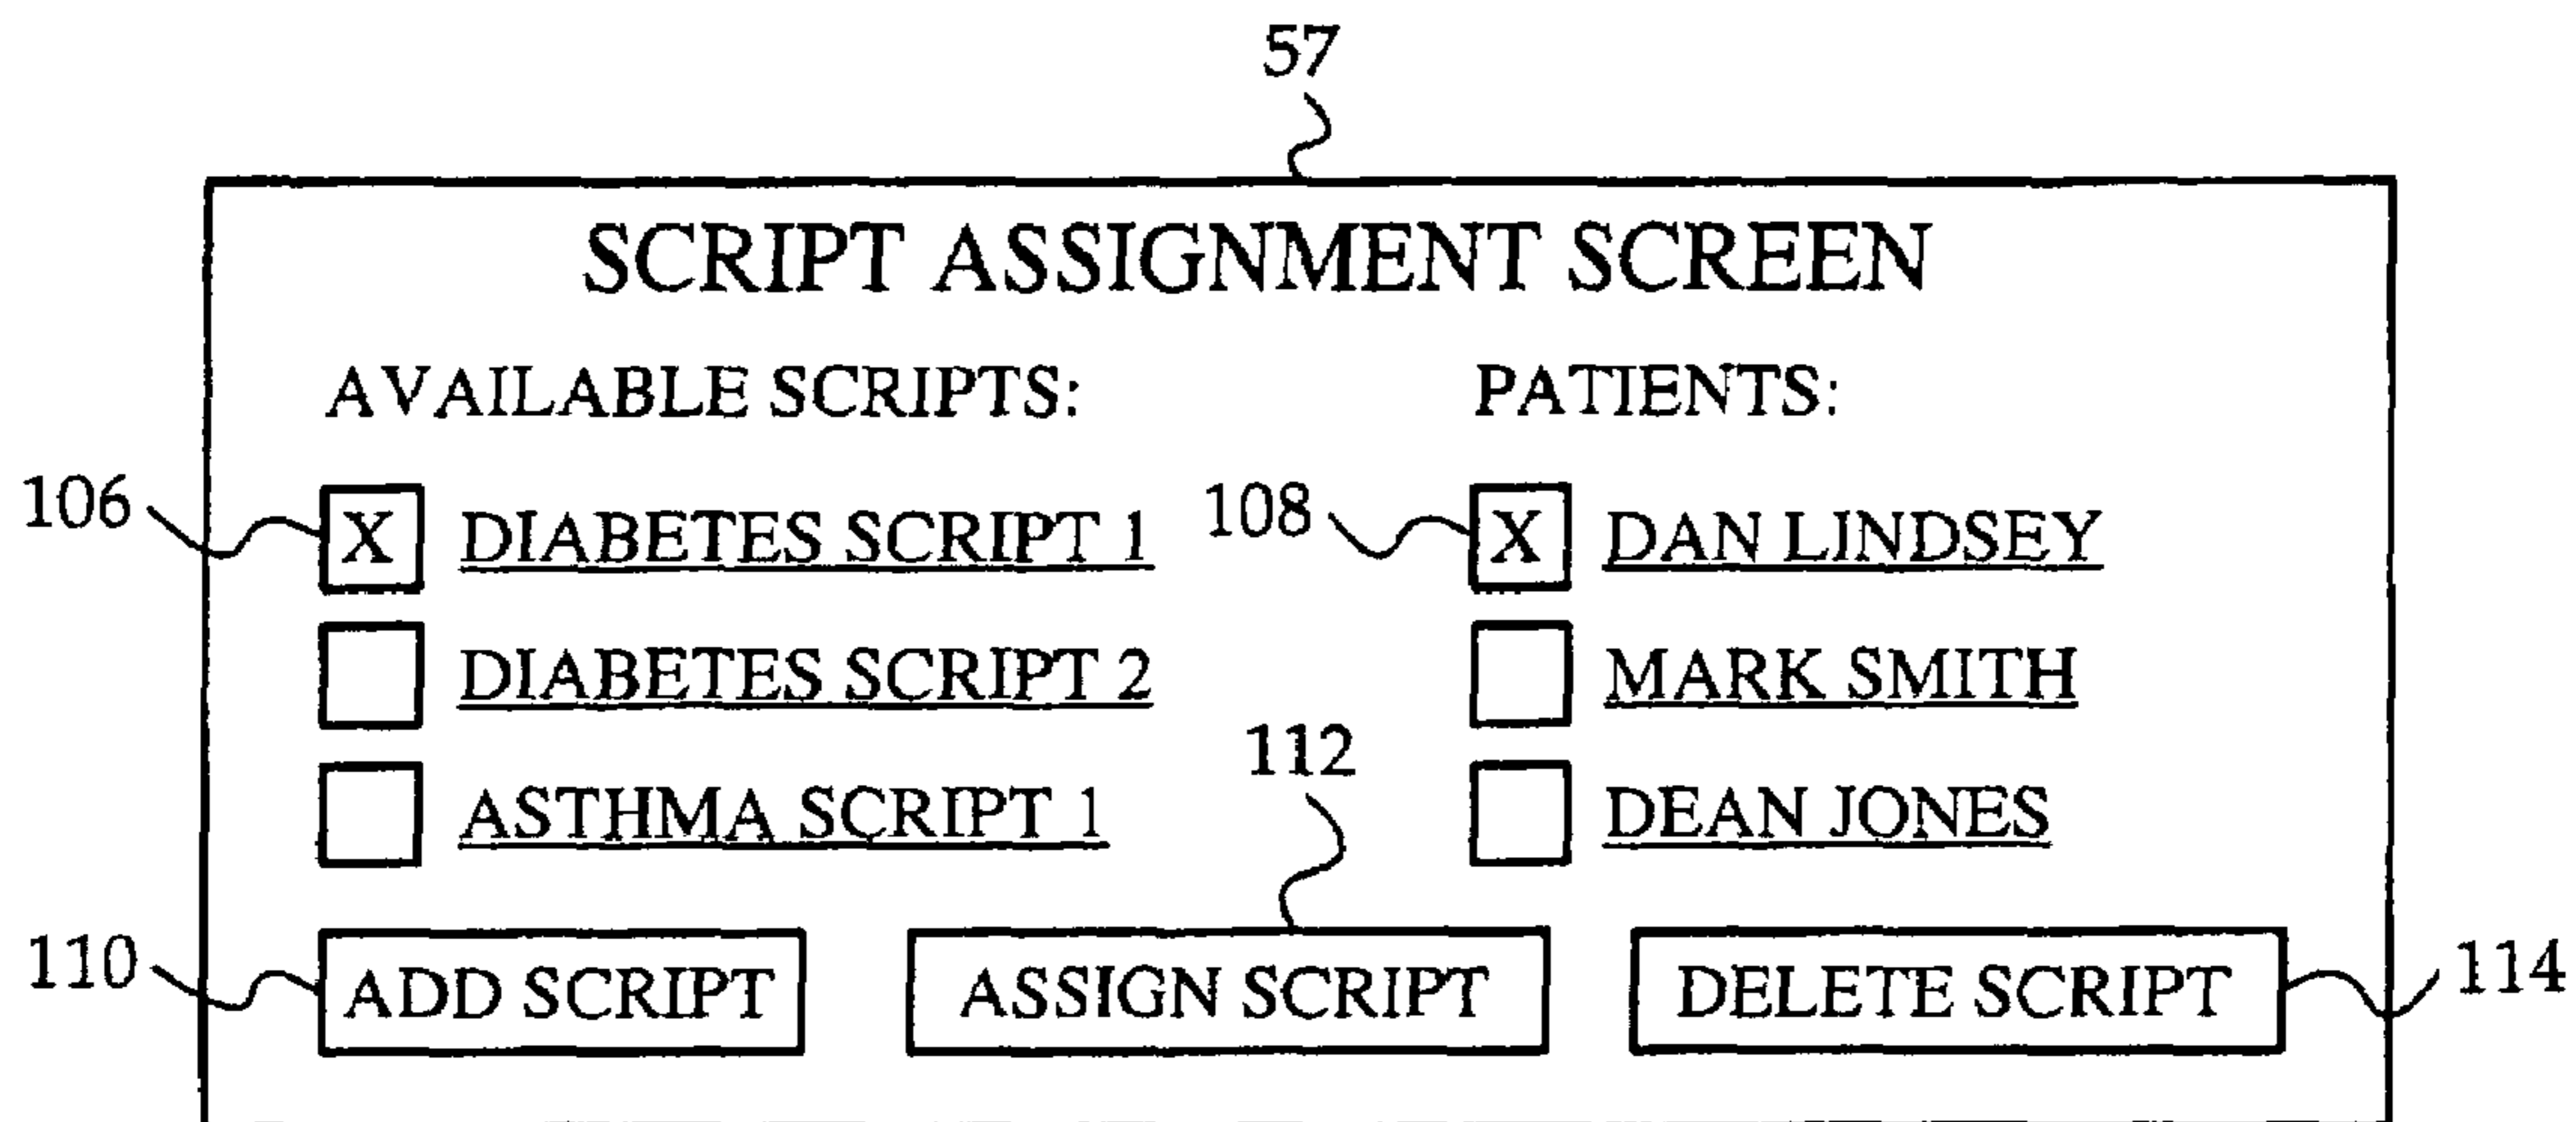 57
SCRIPT ASSIGNMENT SCREEN
AVAILABLE SCRIPTS: PATIENTS:
106 X DIABETES SCRIPT 1 108 X DAN LINDSEY
DIABETES SCRIPT 2 MARK SMITH
112
ASTHMA SCRIPT 1 DEAN JONES
110 ADD SCRIPT ASSIGN SCRIPT DELETE SCRIPT 114